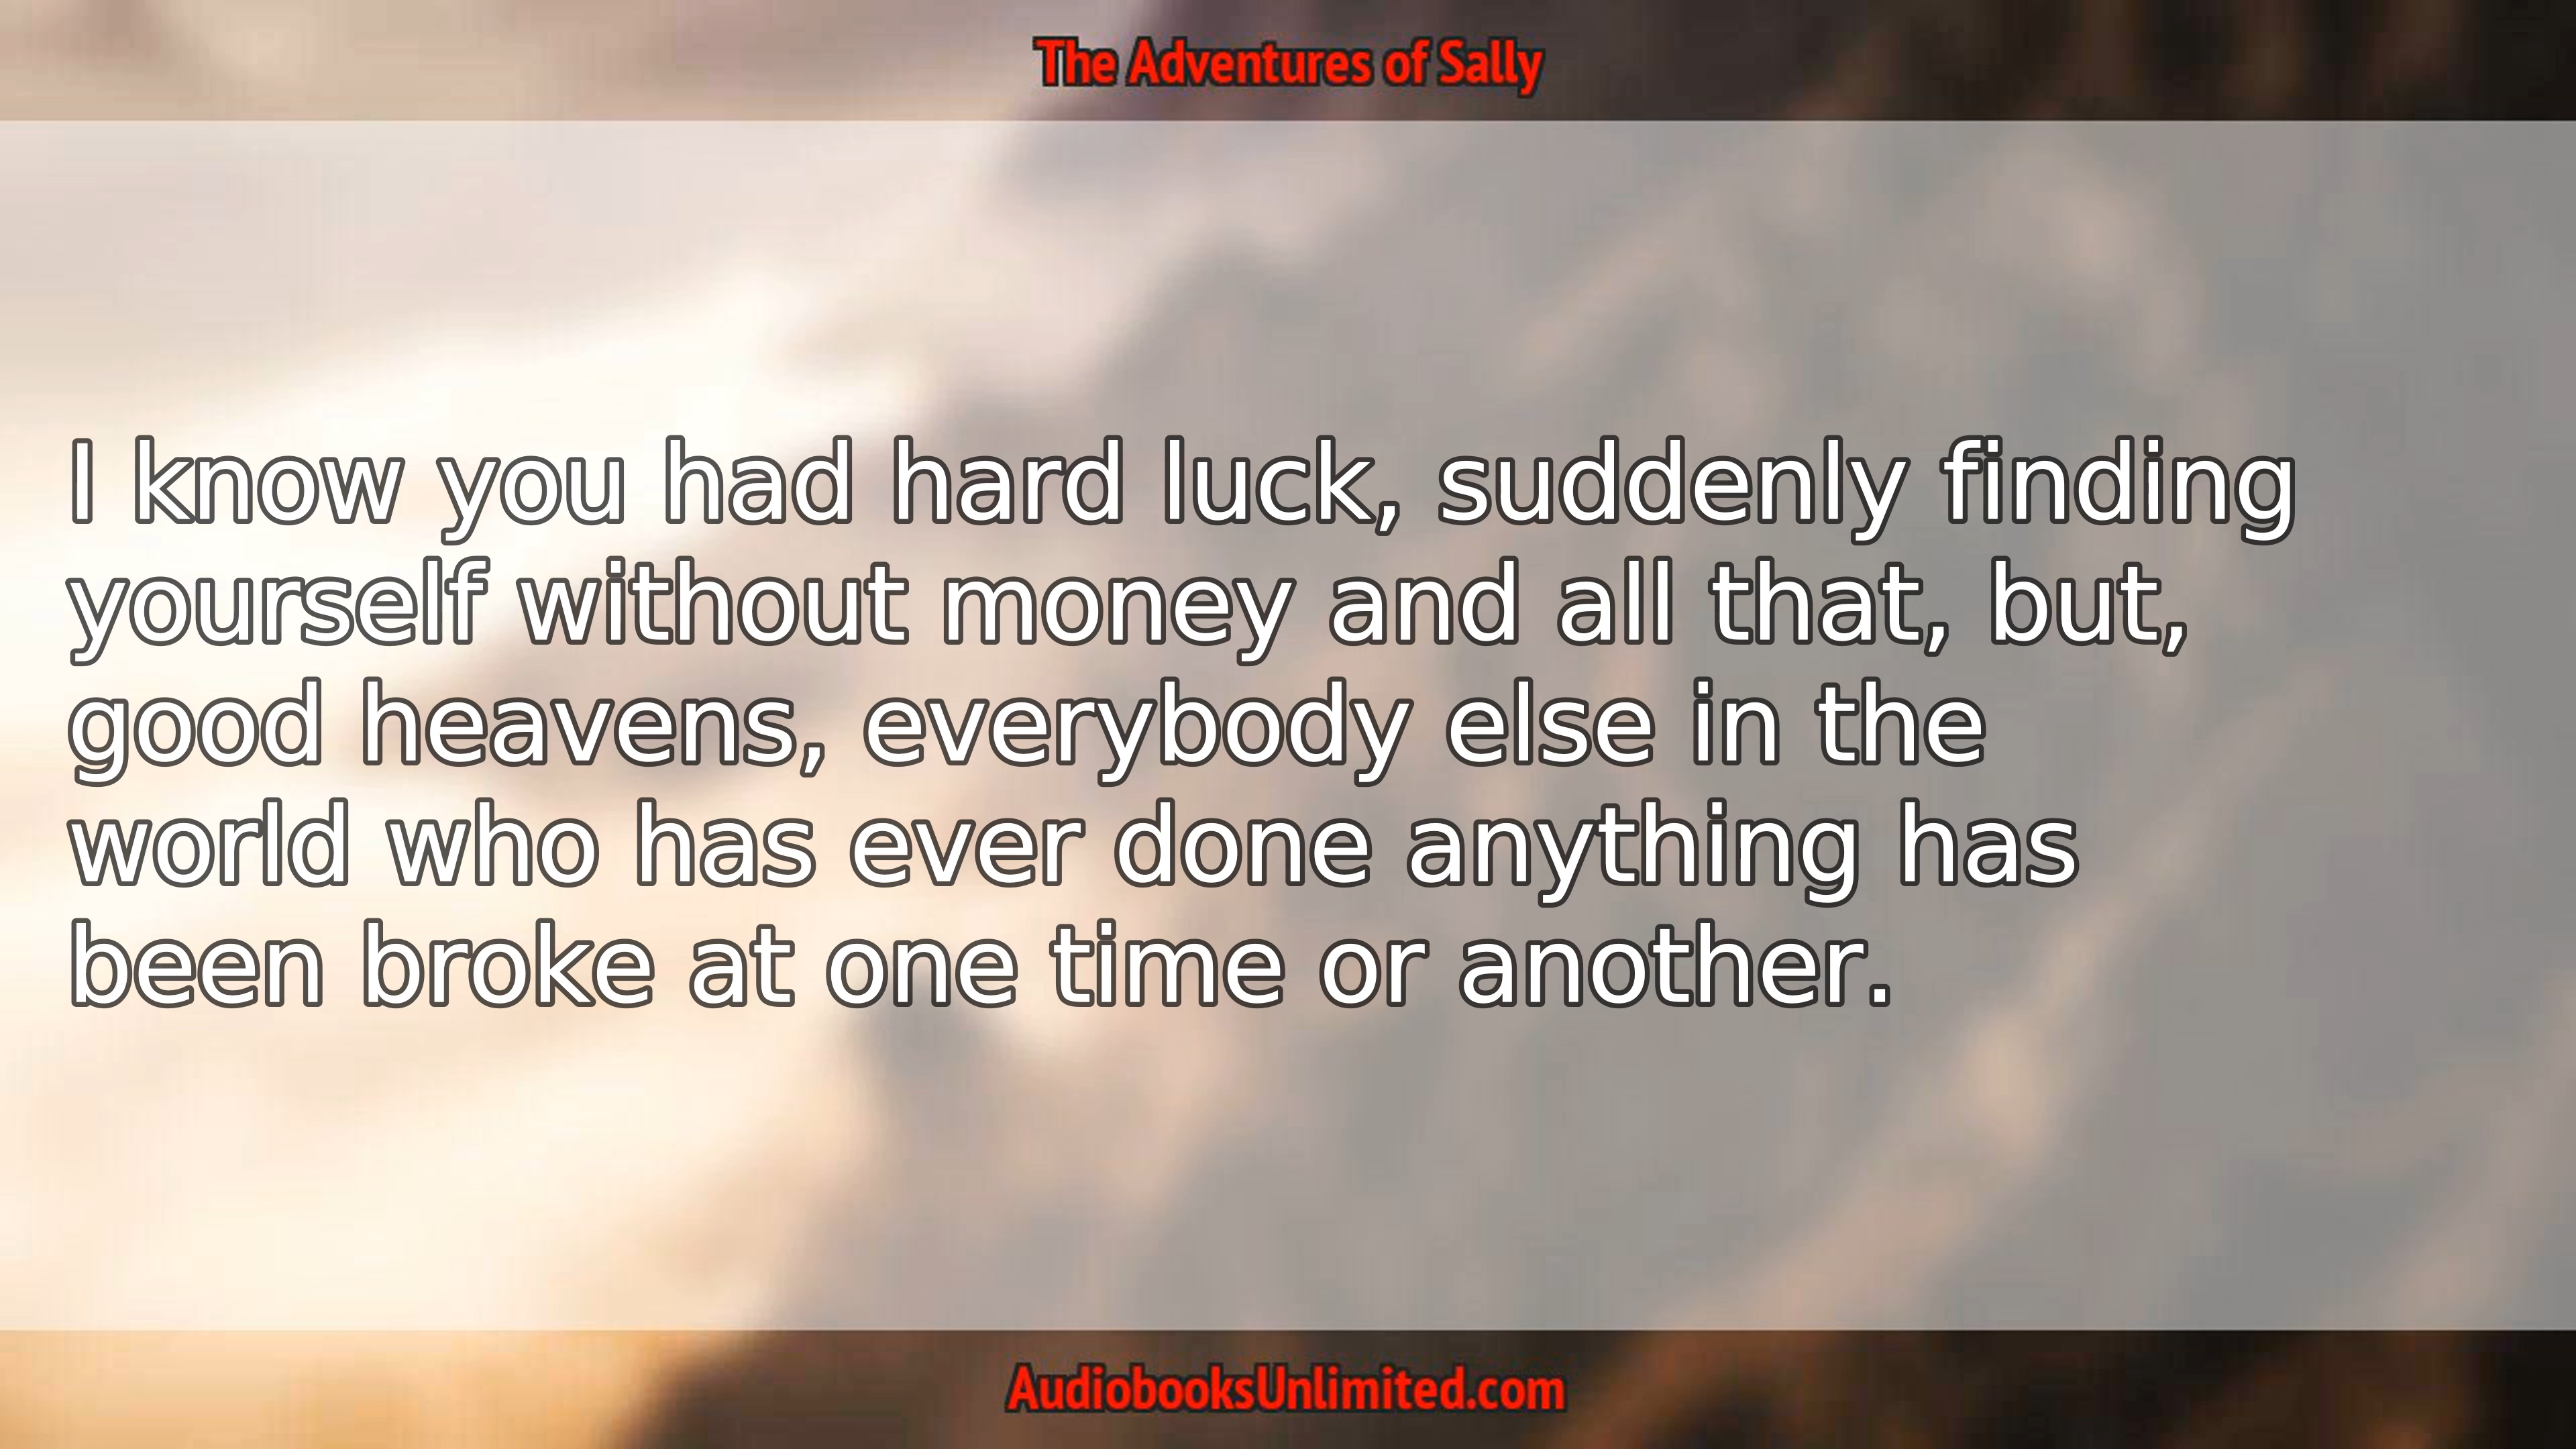 The Adventures of Sally
I know you had hard luck, suddenly finding
yourself without money and all that, but,
good heavens, everybody else in the
world who has ever done anything has
been broke at one time or another.
AudiobooksUnlimited.com